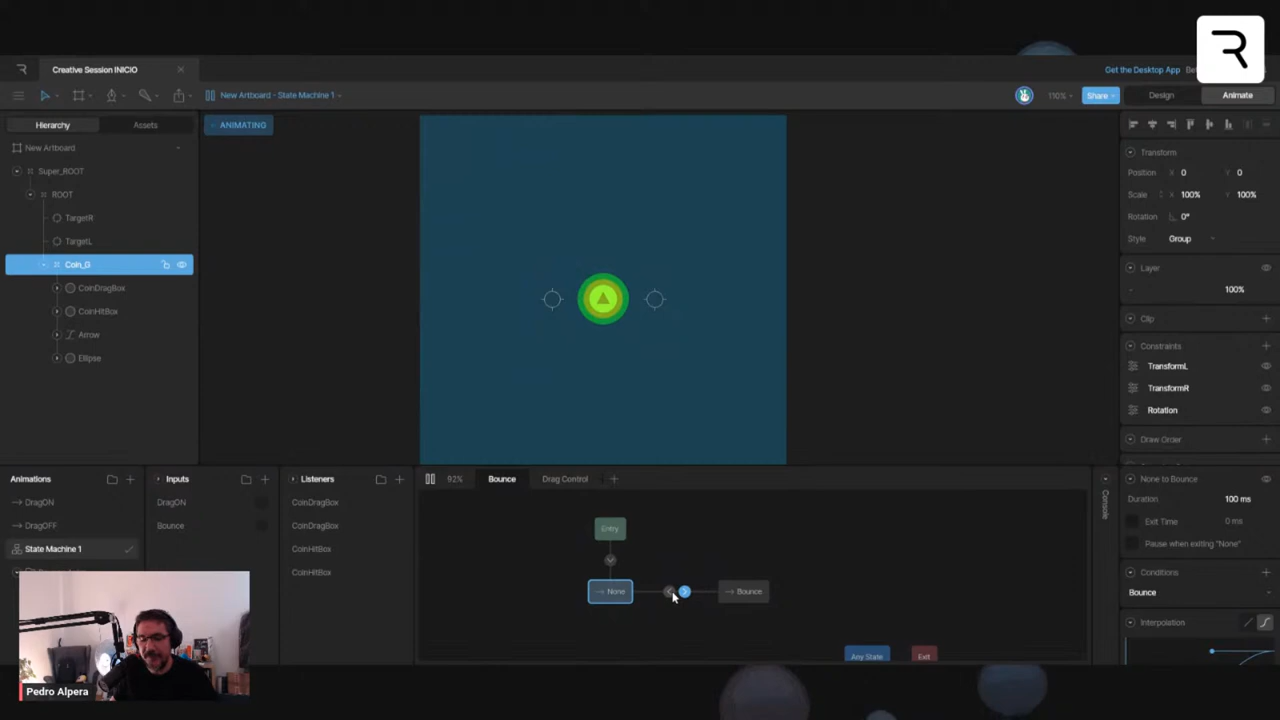 Creative Session INICIO
Get the Desktop App
New Artboard - State Machine 1
110%
Share
Design
Animate
Hierarchy
Assets
ANIMATING
New Artboard
Super_ROOT
ROOT
TargetR
TargetL
Coin_G
CoinDragBox
CoinHitBox
Arrow
Ellipse
Transform
Position X 0 Y 0
Scale X 100% Y 100%
Rotation 0°
Style Group
Layer
100%
Clip
Constraints
TransformL
TransformR
Rotation
Draw Order
Animations
DragON
DragOFF
State Machine 1
Inputs
DragON
Bounce
Listeners
CoinDragBox
CoinDragBox
CoinHitBox
CoinHitBox
92%
Bounce
Drag Control
Entry
None
Bounce
Any State
Exit
Console
None to Bounce
Duration 100 ms
Exit Time 0 ms
Pause when exiting "None"
Conditions
Bounce
Interpolation
Pedro Alpera